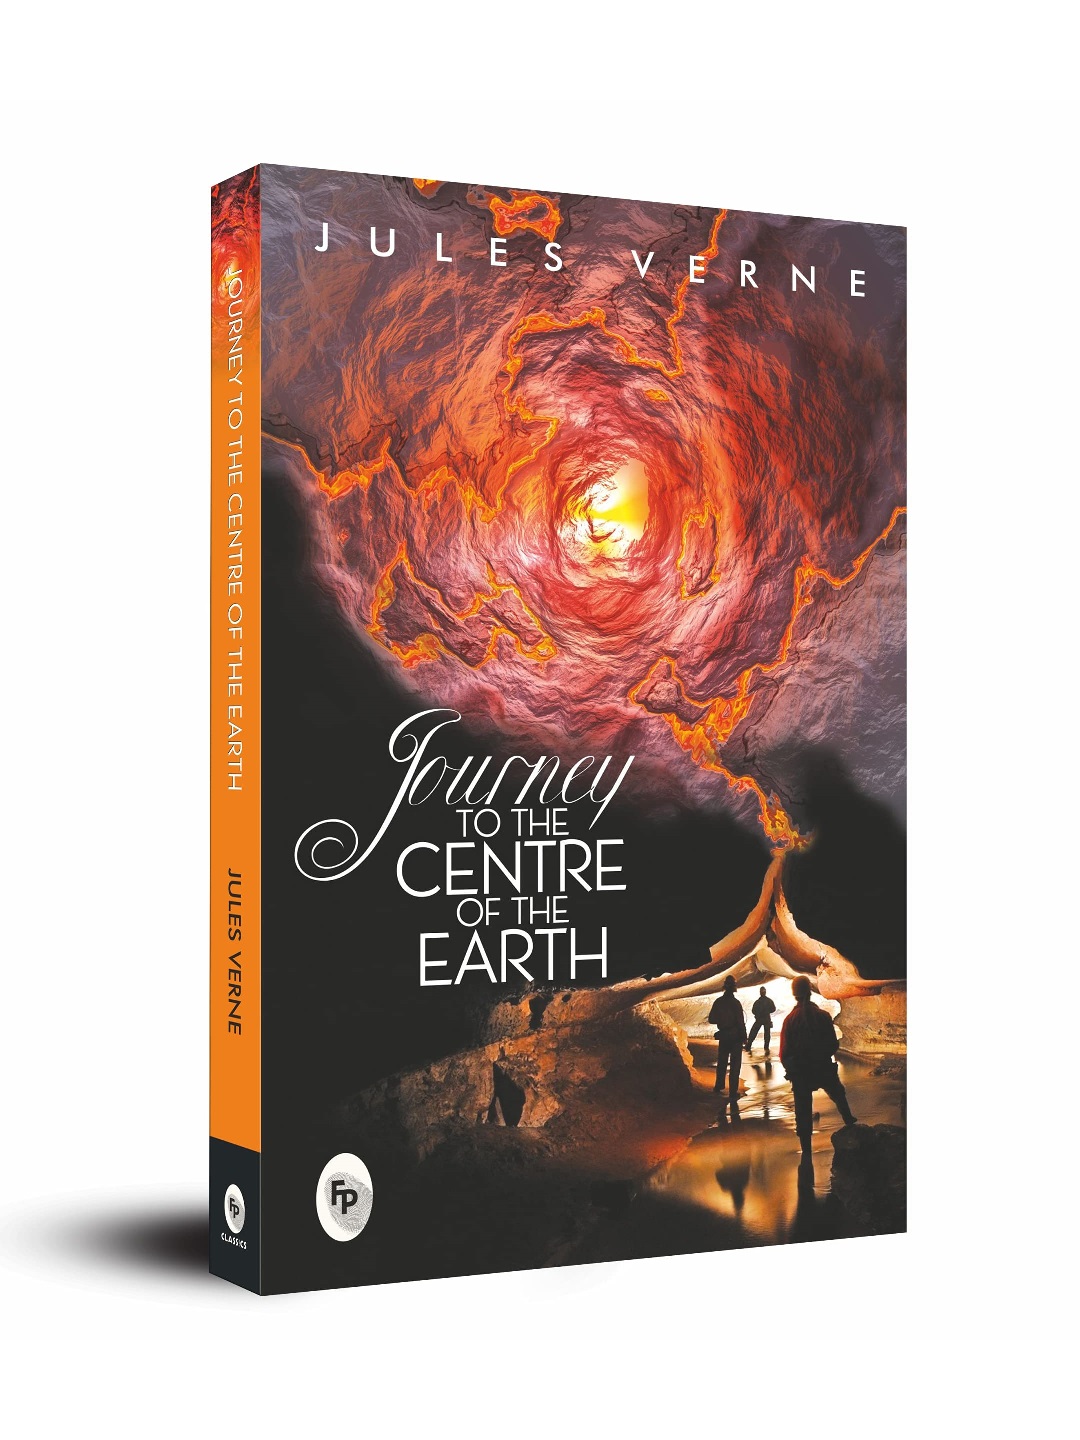 JULES VERNE
Journey
TO THE
CENTRE
OF THE
EARTH
FP
JOURNEY TO THE CENTRE OF THE EARTH
JULES VERNE
FP
CLASSICS